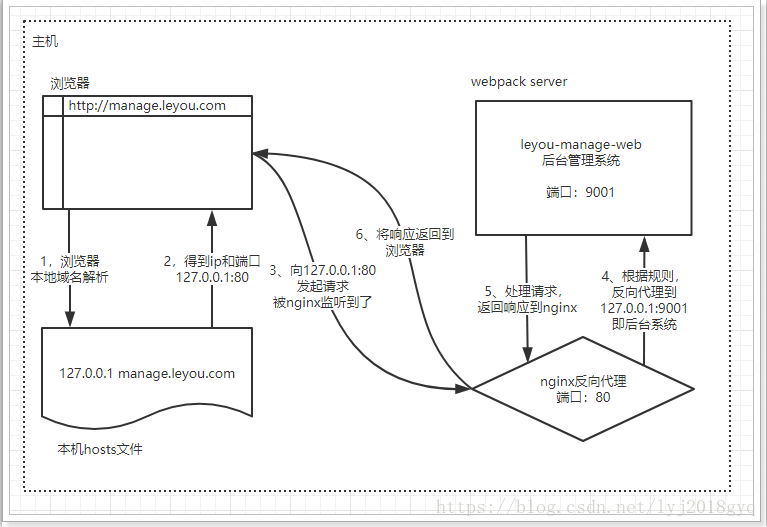 主机
浏览器
http://manage.leyou.com
webpack server
leyou-manage-web
后台管理系统
端口：9001
1，浏览器
本地域名解析
2，得到ip和端口
127.0.0.1:80
3、向127.0.0.1:80
发起请求
被nginx监听到了
6、将响应返回到
浏览器
5、处理请求，
返回响应到nginx
4、根据规则，
反向代理到
127.0.0.1:9001
即后台系统
127.0.0.1 manage.leyou.com
本机hosts文件
nginx反向代理
端口：80
https://blog.csdn.net/lyj2018gyq